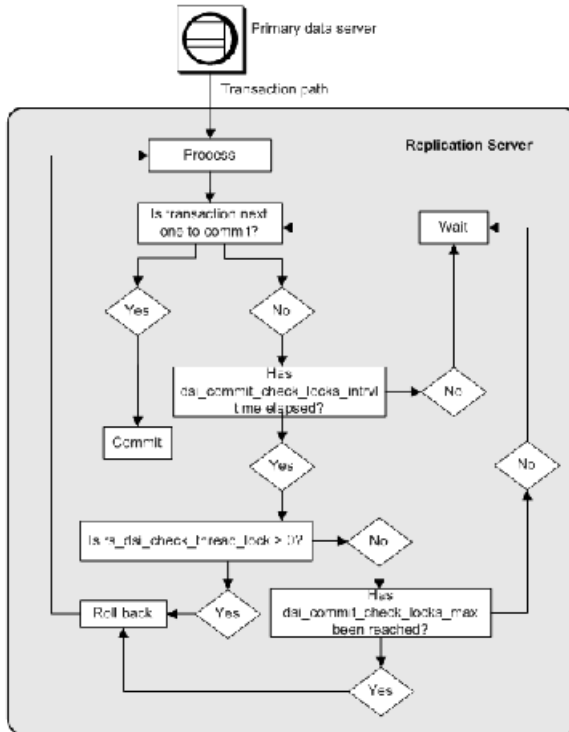 Primary data server
Transaction path
Replication Server
Process
Is transaction next
one to commit?
Wait
Yes
No
Has
dsi_commit_check_locks_intrvl
time elapsed?
No
Commit
Yes
No
Is rs_dsi_check_thread_lock > 0?
No
Has
dsi_commit_check_locks_max
been reached?
Roll back
Yes
Yes